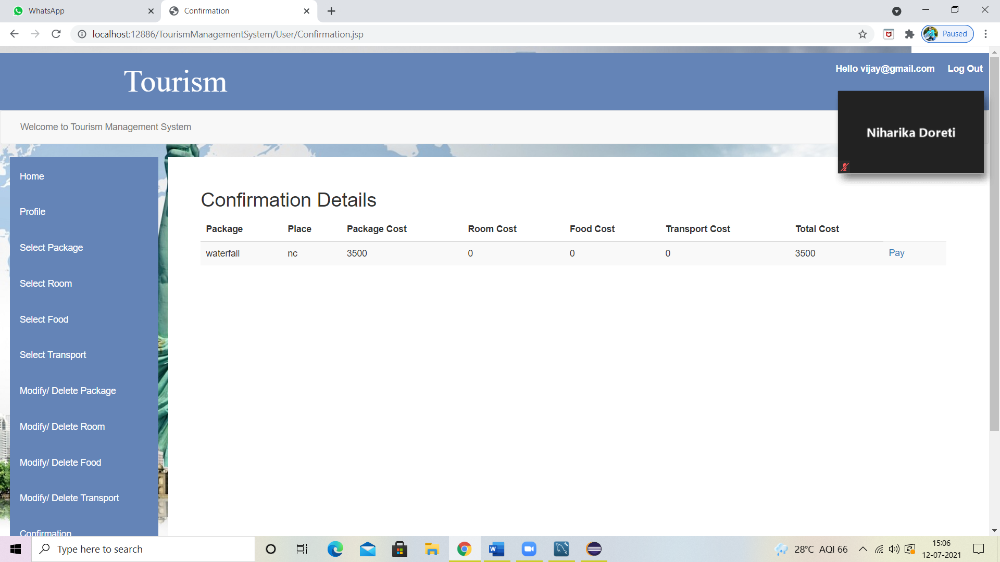 WhatsApp
Confirmation
localhost:12886/TourismManagementSystem/User/Confirmation.jsp
Paused
Tourism
Hello vijay@gmail.com Log Out
Welcome to Tourism Management System
Niharika Doreti
Home
Profile
Select Package
Select Room
Select Food
Select Transport
Modify/ Delete Package
Modify/ Delete Room
Modify/ Delete Food
Modify/ Delete Transport
Confirmation
Confirmation Details
Package Place Package Cost Room Cost Food Cost Transport Cost Total Cost
waterfall nc 3500 0 0 0 3500 Pay
Type here to search
28°C AQI 66
15:06
12-07-2021